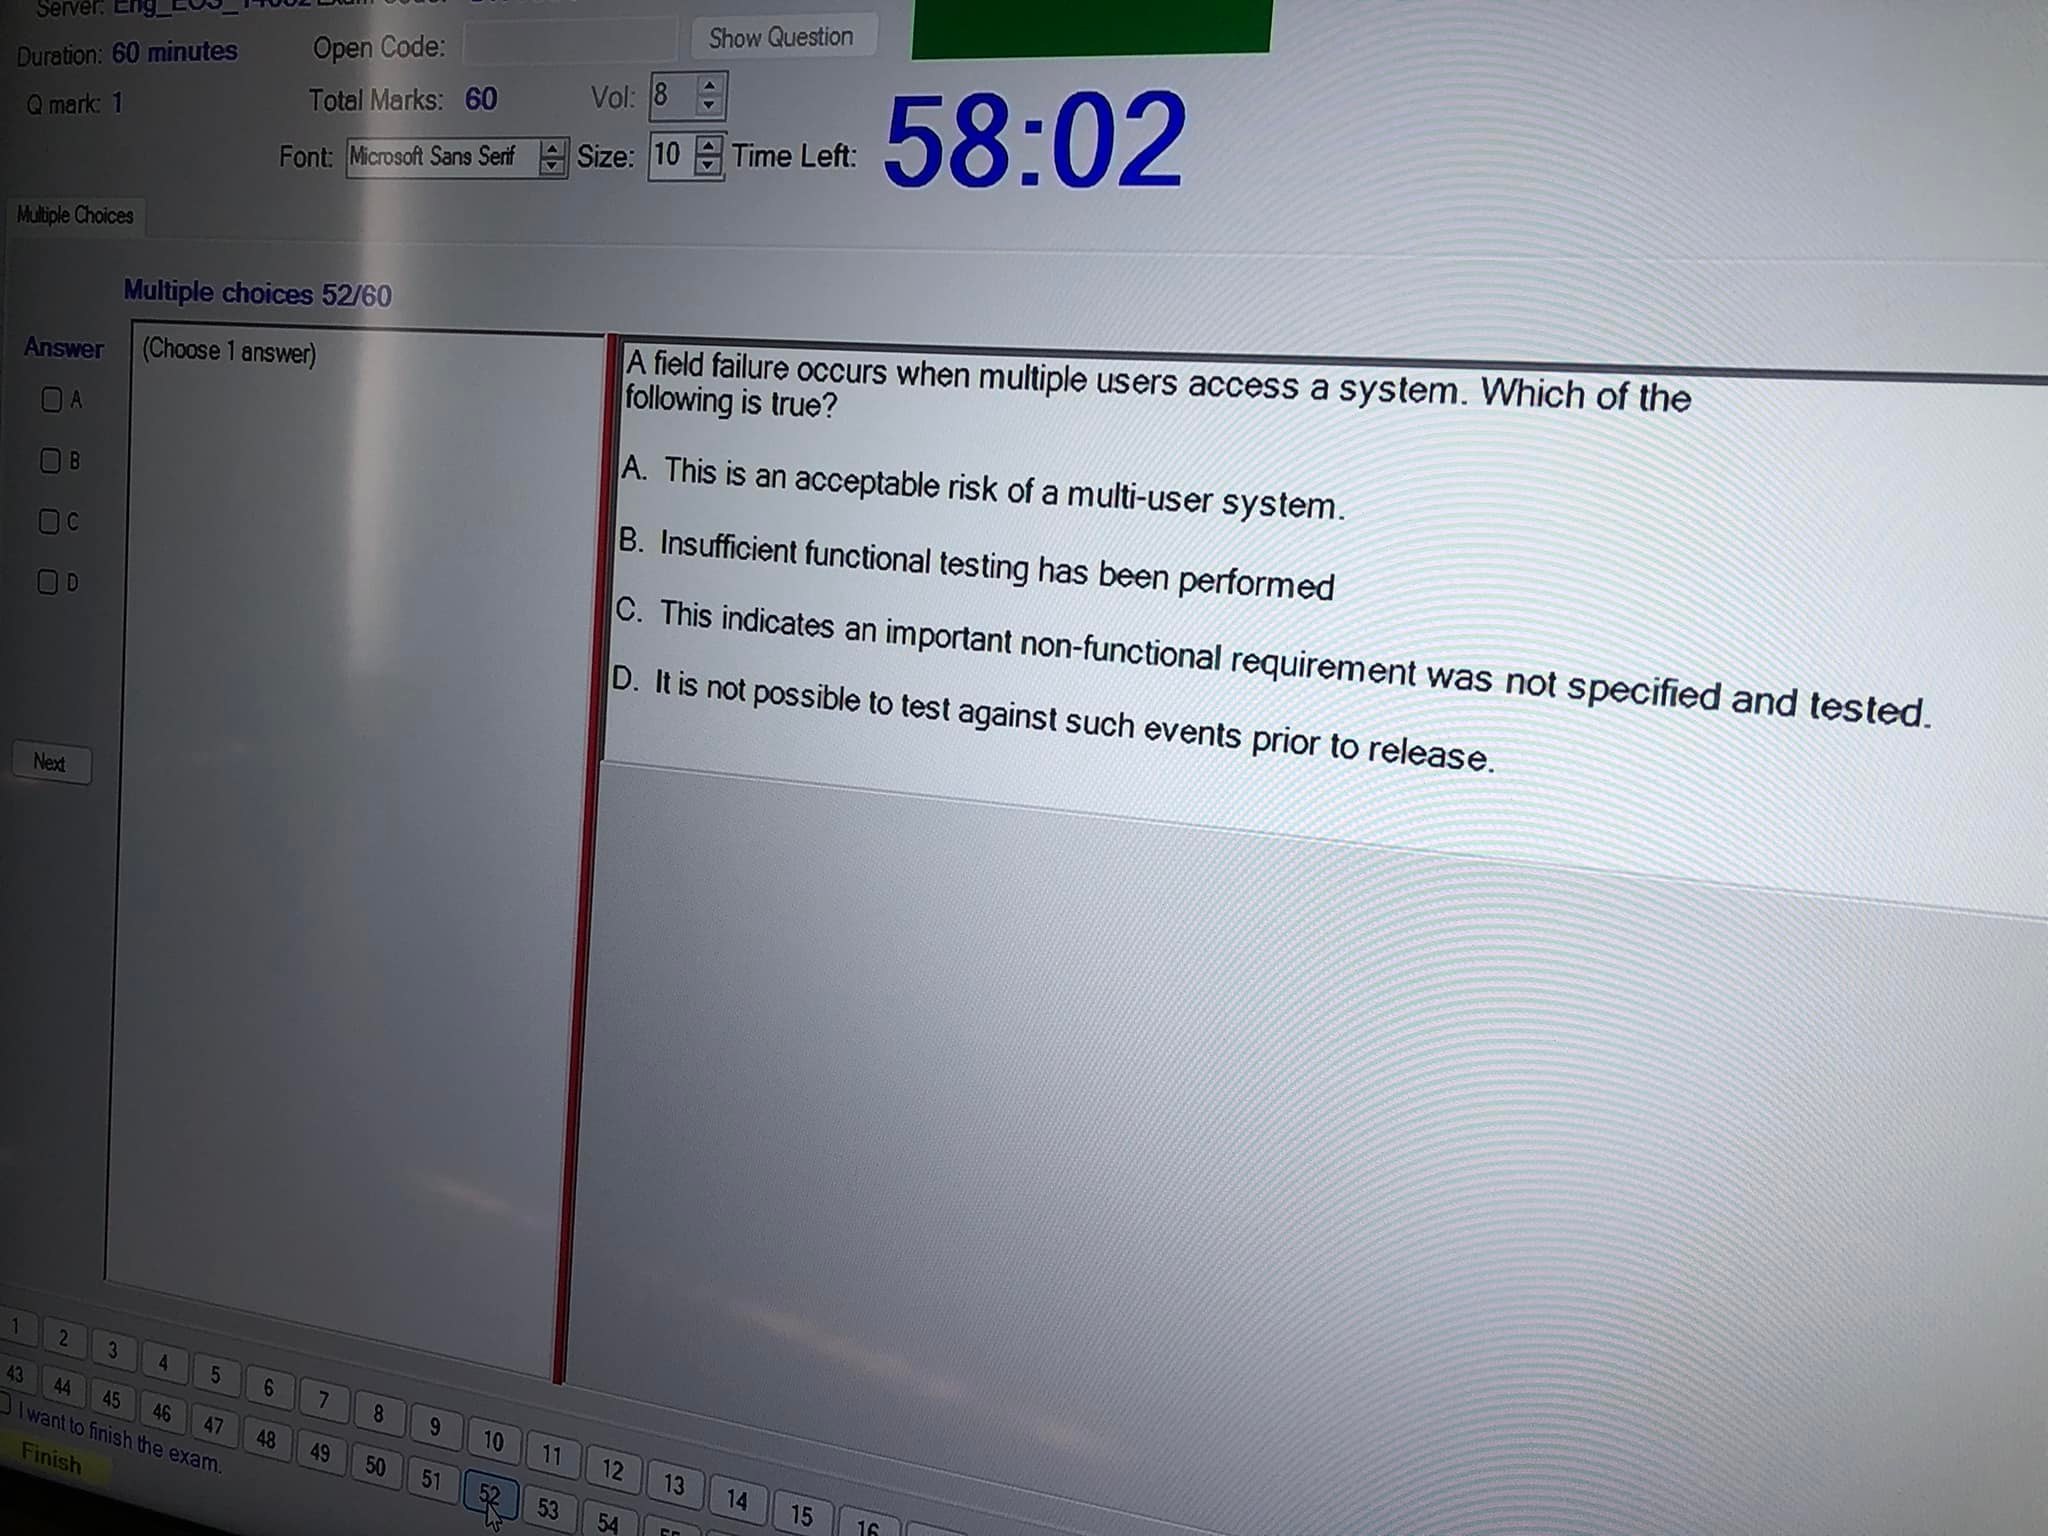 Server:
Duration: 60 minutes
Open Code:
Show Question
Q mark: 1
Total Marks: 60
Vol: 8
Font: Microsoft Sans Serif
Size: 10
Time Left: 58:02
Multiple Choices
Multiple choices 52/60
Answer
(Choose 1 answer)
A
B
C
D
Next
A field failure occurs when multiple users access a system. Which of the
following is true?
A. This is an acceptable risk of a multi-user system.
B. Insufficient functional testing has been performed
C. This indicates an important non-functional requirement was not specified and tested.
D. It is not possible to test against such events prior to release.
1 2 3 4 5 6 7 8 9 10 11 12 13 14 15 16
43 44 45 46 47 48 49 50 51 52 53 54
I want to finish the exam.
Finish